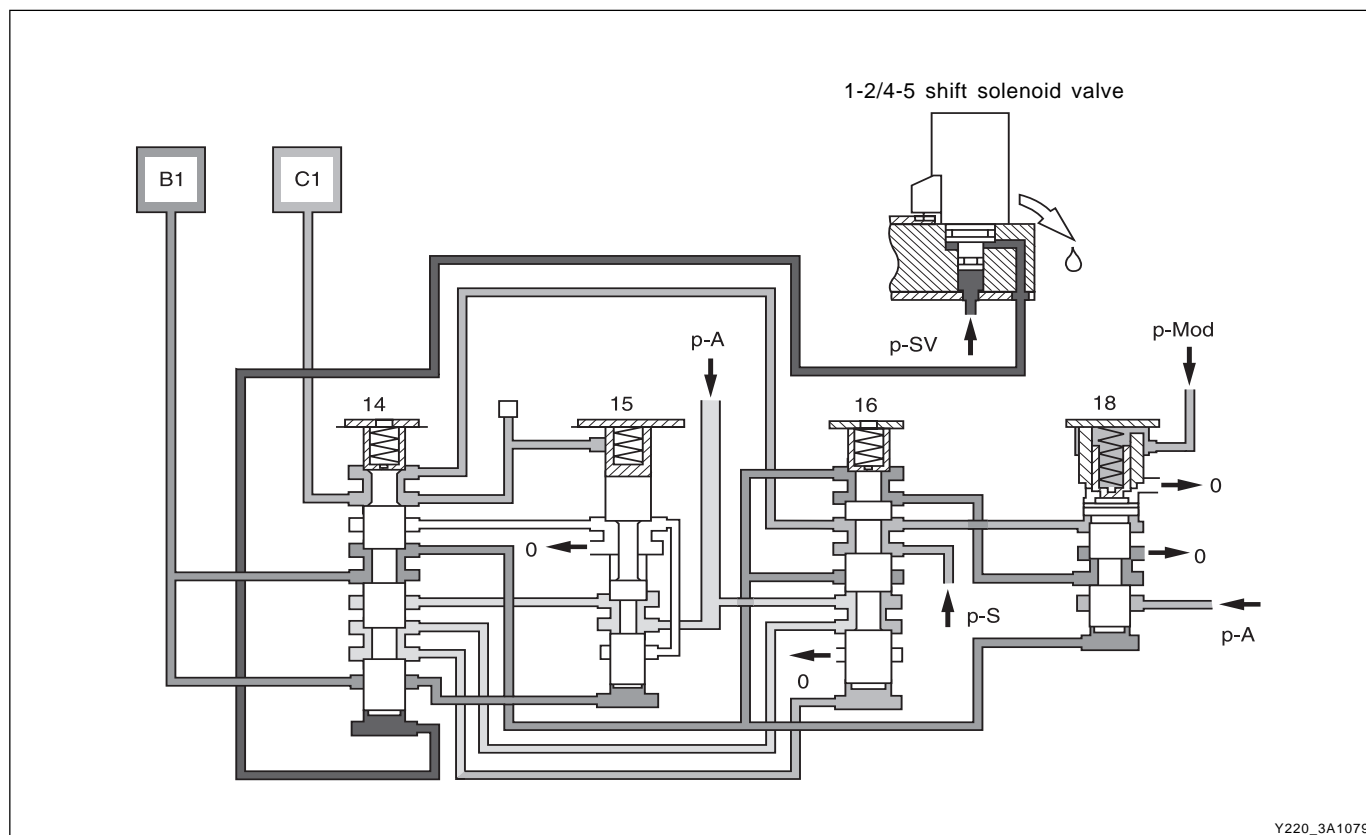 1-2/4-5 shift solenoid valve
B1
C1
p-SV
p-A
p-Mod
14
15
16
18
0
0
0
p-S
p-A
0
Y220_3A1079